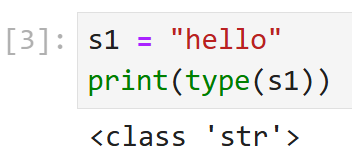 [3]: s1 = "hello"
print(type(s1))
<class 'str'>